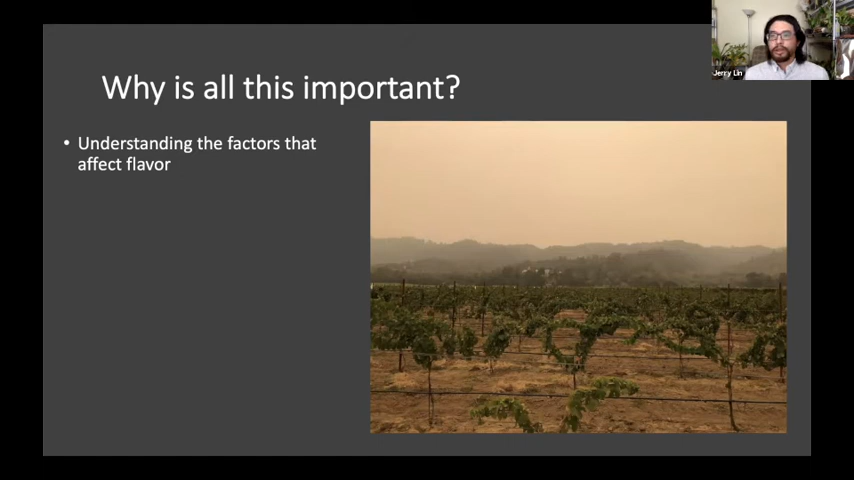 Why is all this important?
• Understanding the factors that
affect flavor
Jerry Lin